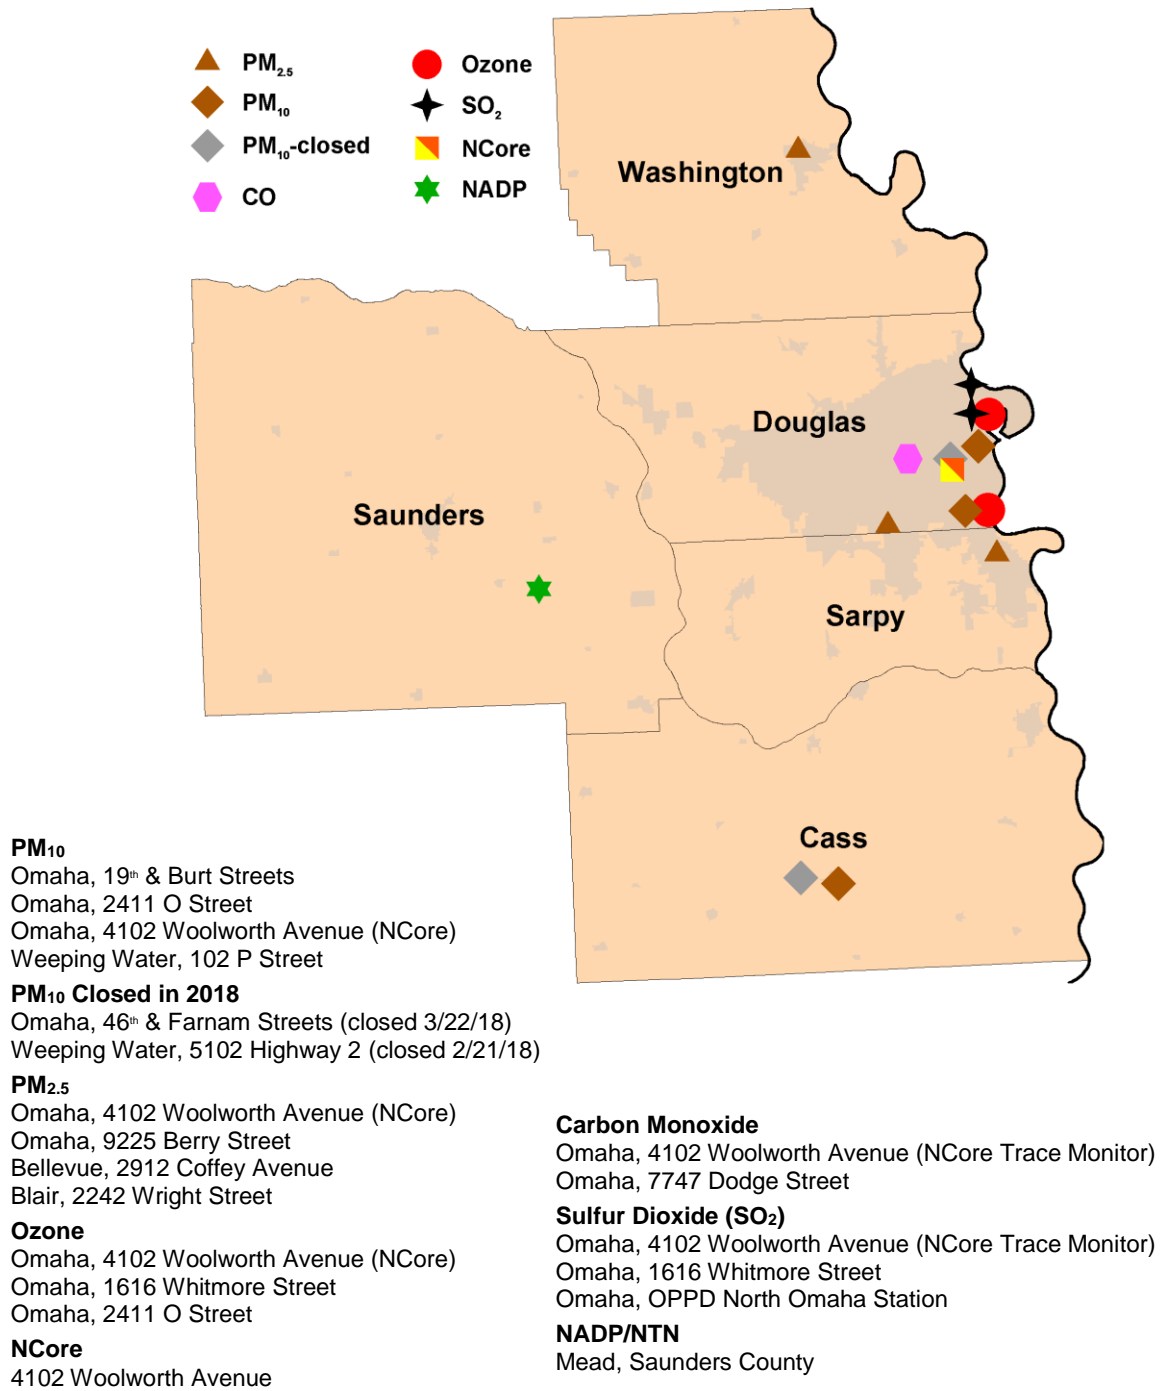 PM2.5
PM10
PM10-closed
CO
Ozone
SO2
NCore
NADP
Washington
Douglas
Saunders
Sarpy
Cass
PM10
Omaha, 19th & Burt Streets
Omaha, 2411 O Street
Omaha, 4102 Woolworth Avenue (NCore)
Weeping Water, 102 P Street
PM10 Closed in 2018
Omaha, 46th & Farnam Streets (closed 3/22/18)
Weeping Water, 5102 Highway 2 (closed 2/21/18)
PM2.5
Omaha, 4102 Woolworth Avenue (NCore)
Omaha, 9225 Berry Street
Bellevue, 2912 Coffey Avenue
Blair, 2242 Wright Street
Ozone
Omaha, 4102 Woolworth Avenue (NCore)
Omaha, 1616 Whitmore Street
Omaha, 2411 O Street
NCore
4102 Woolworth Avenue
Carbon Monoxide
Omaha, 4102 Woolworth Avenue (NCore Trace Monitor)
Omaha, 7747 Dodge Street
Sulfur Dioxide (SO2)
Omaha, 4102 Woolworth Avenue (NCore Trace Monitor)
Omaha, 1616 Whitmore Street
Omaha, OPPD North Omaha Station
NADP/NTN
Mead, Saunders County